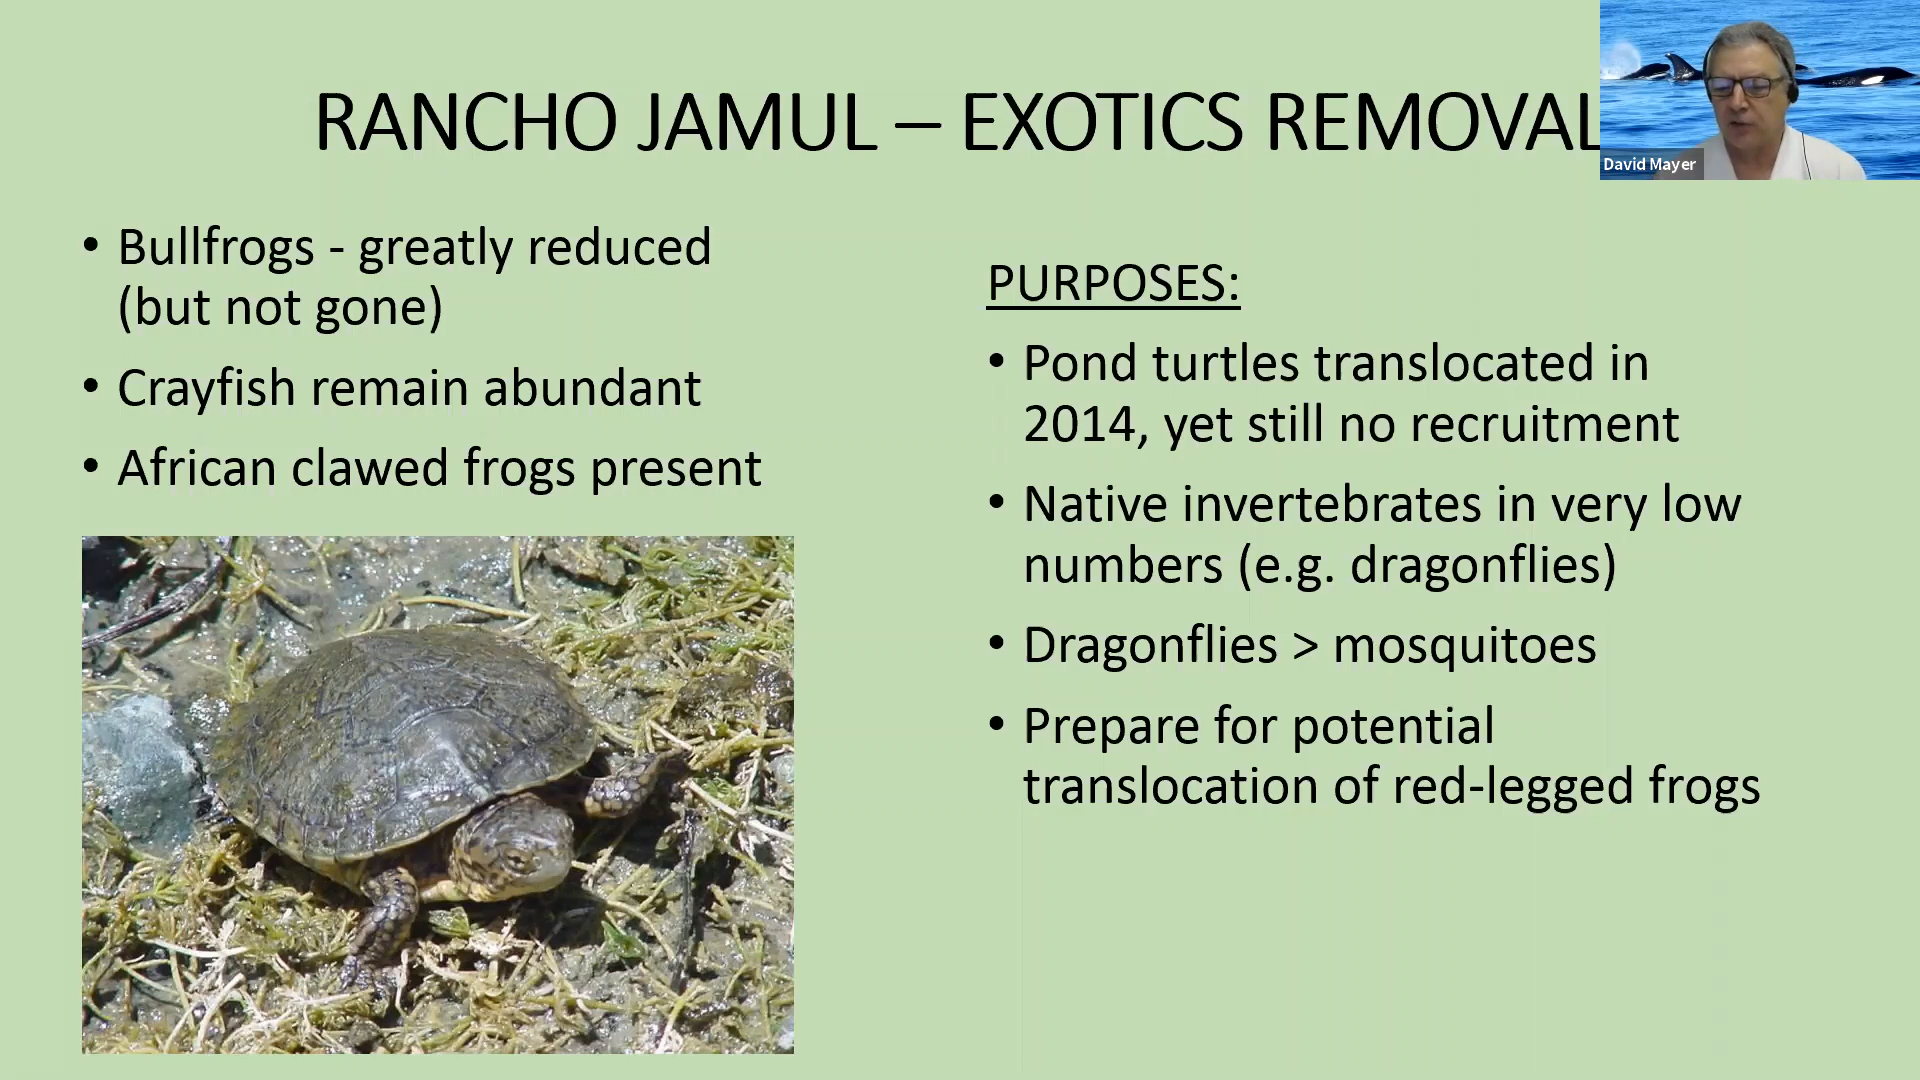 RANCHO JAMUL – EXOTICS REMOVAL
David Mayer
• Bullfrogs - greatly reduced
(but not gone)
• Crayfish remain abundant
• African clawed frogs present
PURPOSES:
• Pond turtles translocated in
2014, yet still no recruitment
• Native invertebrates in very low
numbers (e.g. dragonflies)
• Dragonflies > mosquitoes
• Prepare for potential
translocation of red-legged frogs